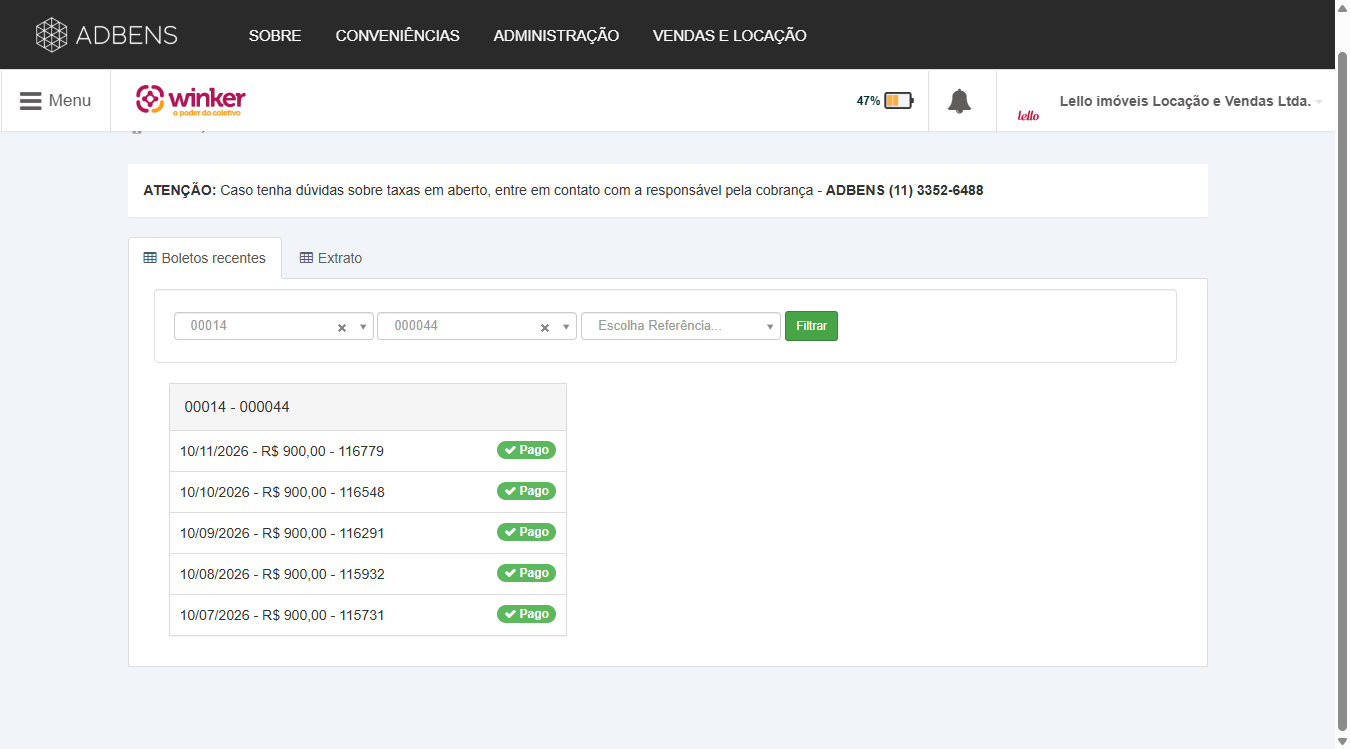 ADBENS SOBRE CONVENIÊNCIAS ADMINISTRAÇÃO VENDAS E LOCAÇÃO
Menu winker o poder do coletivo 47% lello Lello imóveis Locação e Vendas Ltda.
ATENÇÃO: Caso tenha dúvidas sobre taxas em aberto, entre em contato com a responsável pela cobrança - ADBENS (11) 3352-6488
Boletos recentes Extrato
00014 × 000044 × Escolha Referência... Filtrar
00014 - 000044
10/11/2026 - R$ 900,00 - 116779 Pago
10/10/2026 - R$ 900,00 - 116548 Pago
10/09/2026 - R$ 900,00 - 116291 Pago
10/08/2026 - R$ 900,00 - 115932 Pago
10/07/2026 - R$ 900,00 - 115731 Pago